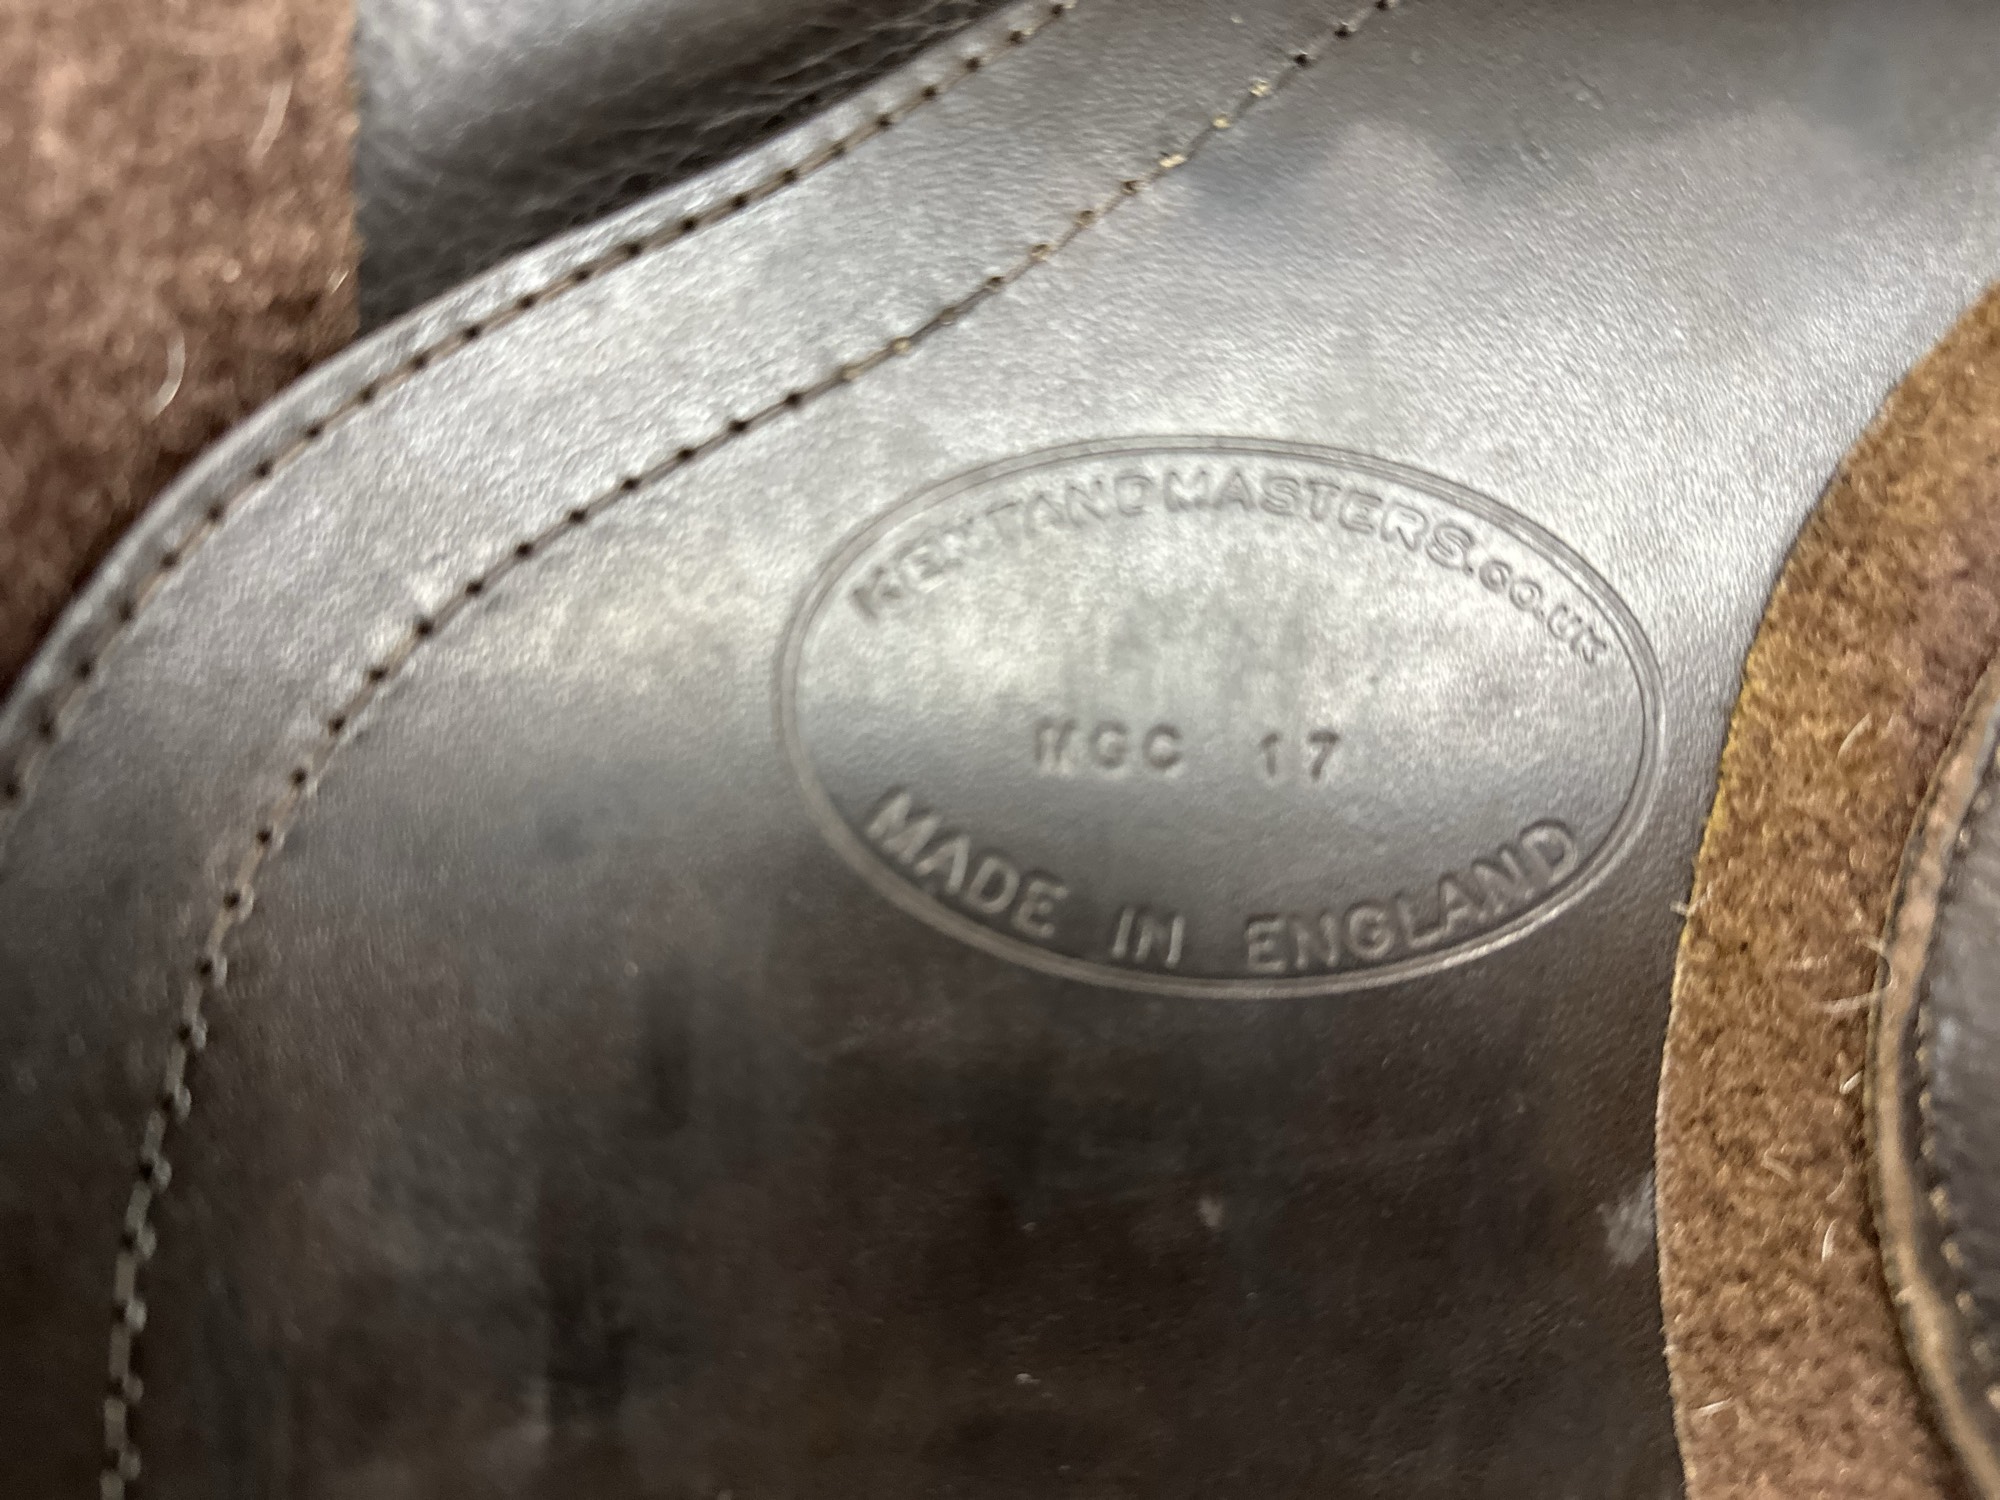 KENTANDMASTERS.CO.UK
MGC 17
MADE IN ENGLAND